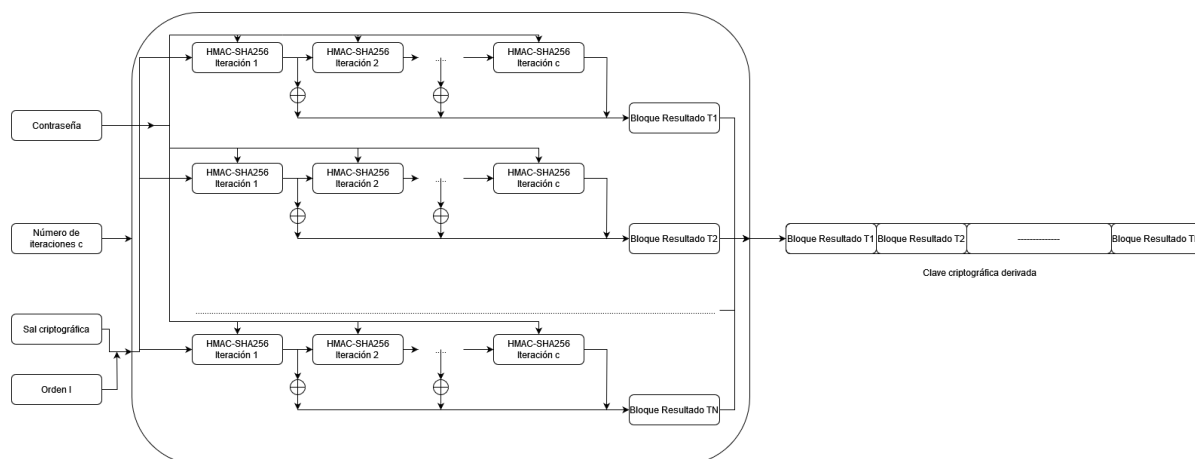 HMAC-SHA256
Iteración 1
HMAC-SHA256
Iteración 2
.....
HMAC-SHA256
Iteración c
Contraseña
Bloque Resultado T1
HMAC-SHA256
Iteración 1
HMAC-SHA256
Iteración 2
.....
HMAC-SHA256
Iteración c
Número de
iteraciones c
Bloque Resultado T2
Bloque Resultado T1
Bloque Resultado T2
--------------
Bloque Resultado
Clave criptográfica derivada
Sal criptográfica
HMAC-SHA256
Iteración 1
HMAC-SHA256
Iteración 2
.....
HMAC-SHA256
Iteración c
Orden I
Bloque Resultado TN